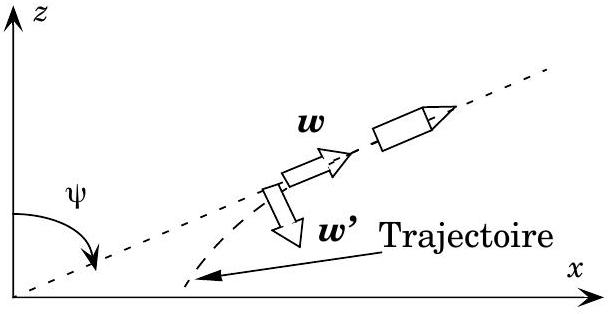 z
w
ψ
w’ Trajectoire
x